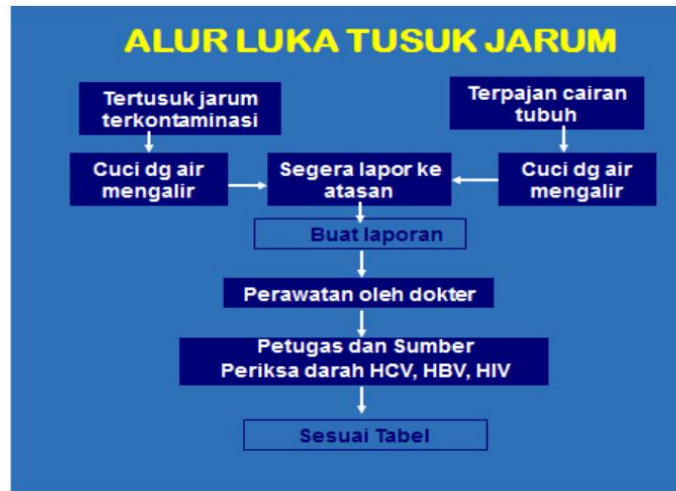 ALUR LUKA TUSUK JARUM
Tertusuk jarum
terkontaminasi
Terpajan cairan
tubuh
Cuci dg air
mengalir
Segera lapor ke
atasan
Cuci dg air
mengalir
Buat laporan
Perawatan oleh dokter
Petugas dan Sumber
Periksa darah HCV, HBV, HIV
Sesuai Tabel